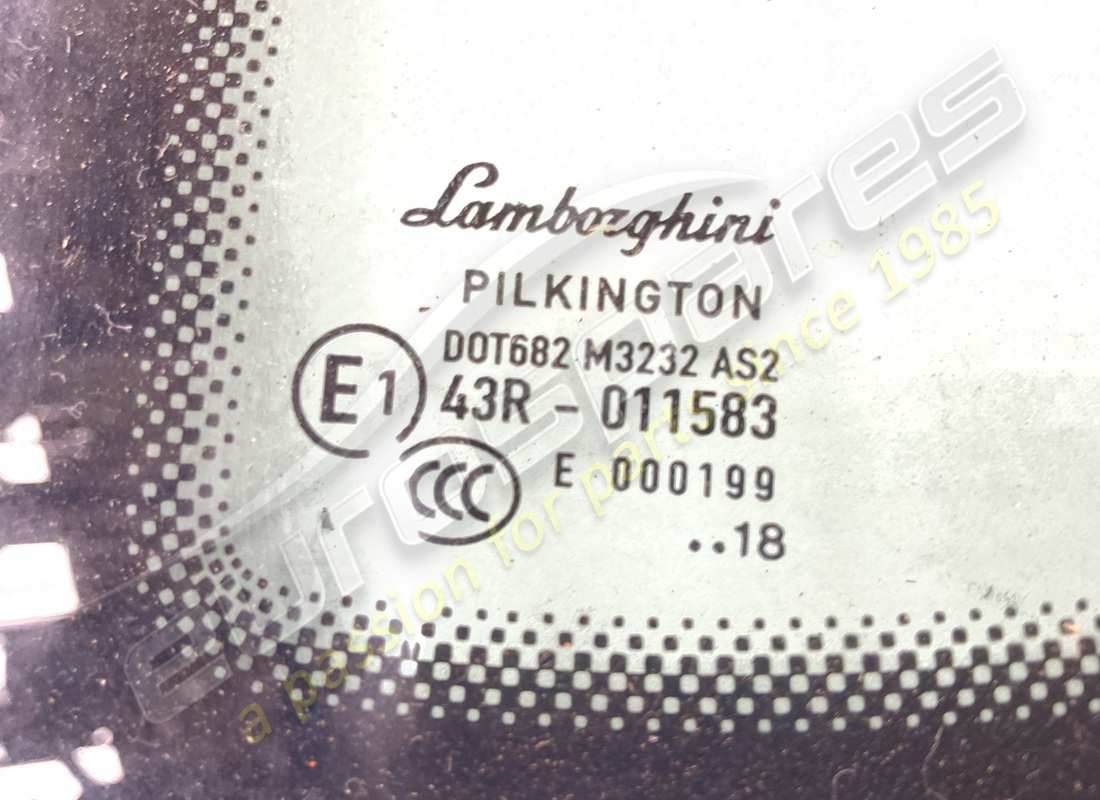 Lamborghini
PILKINGTON
DOT682 M3232 AS2
E1
43R - 011583
CCC
E 000199
..18
eurospares
a passion for parts since 1985